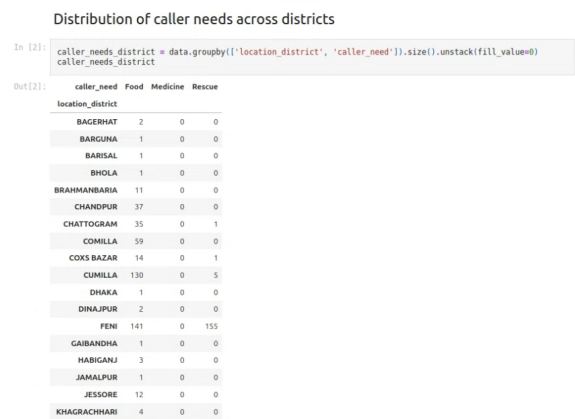 Distribution of caller needs across districts
In [2]: caller_needs_district = data.groupby(['location_district', 'caller_need']).size().unstack(fill_value=0)
caller_needs_district
Out[2]: caller_need Food Medicine Rescue
location_district
BAGERHAT 2 0 0
BARGUNA 1 0 0
BARISAL 1 0 0
BHOLA 1 0 0
BRAHMANBARIA 11 0 0
CHANDPUR 37 0 0
CHATTOGRAM 35 0 1
COMILLA 59 0 0
COXS BAZAR 14 0 1
CUMILLA 130 0 5
DHAKA 1 0 0
DINAJPUR 2 0 0
FENI 141 0 155
GAIBANDHA 1 0 0
HABIGANJ 3 0 0
JAMALPUR 1 0 0
JESSORE 12 0 0
KHAGRACHHARI 4 0 0